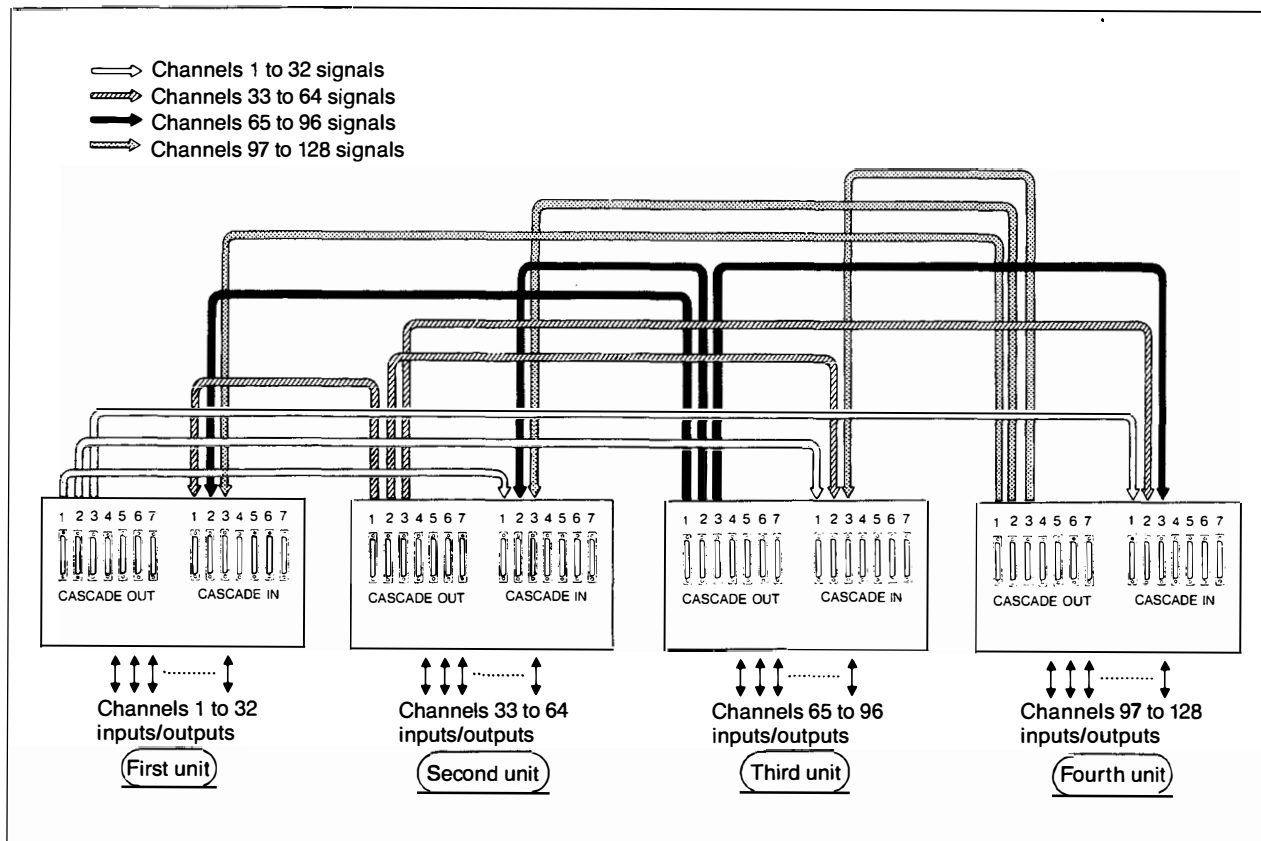 Channels 1 to 32 signals
Channels 33 to 64 signals
Channels 65 to 96 signals
Channels 97 to 128 signals
1 2 3 4 5 6 7 1 2 3 4 5 6 7
CASCADE OUT CASCADE IN
1 2 3 4 5 6 7 1 2 3 4 5 6 7
CASCADE OUT CASCADE IN
1 2 3 4 5 6 7 1 2 3 4 5 6 7
CASCADE OUT CASCADE IN
1 2 3 4 5 6 7 1 2 3 4 5 6 7
CASCADE OUT CASCADE IN
Channels 1 to 32
inputs/outputs
First unit
Channels 33 to 64
inputs/outputs
Second unit
Channels 65 to 96
inputs/outputs
Third unit
Channels 97 to 128
inputs/outputs
Fourth unit